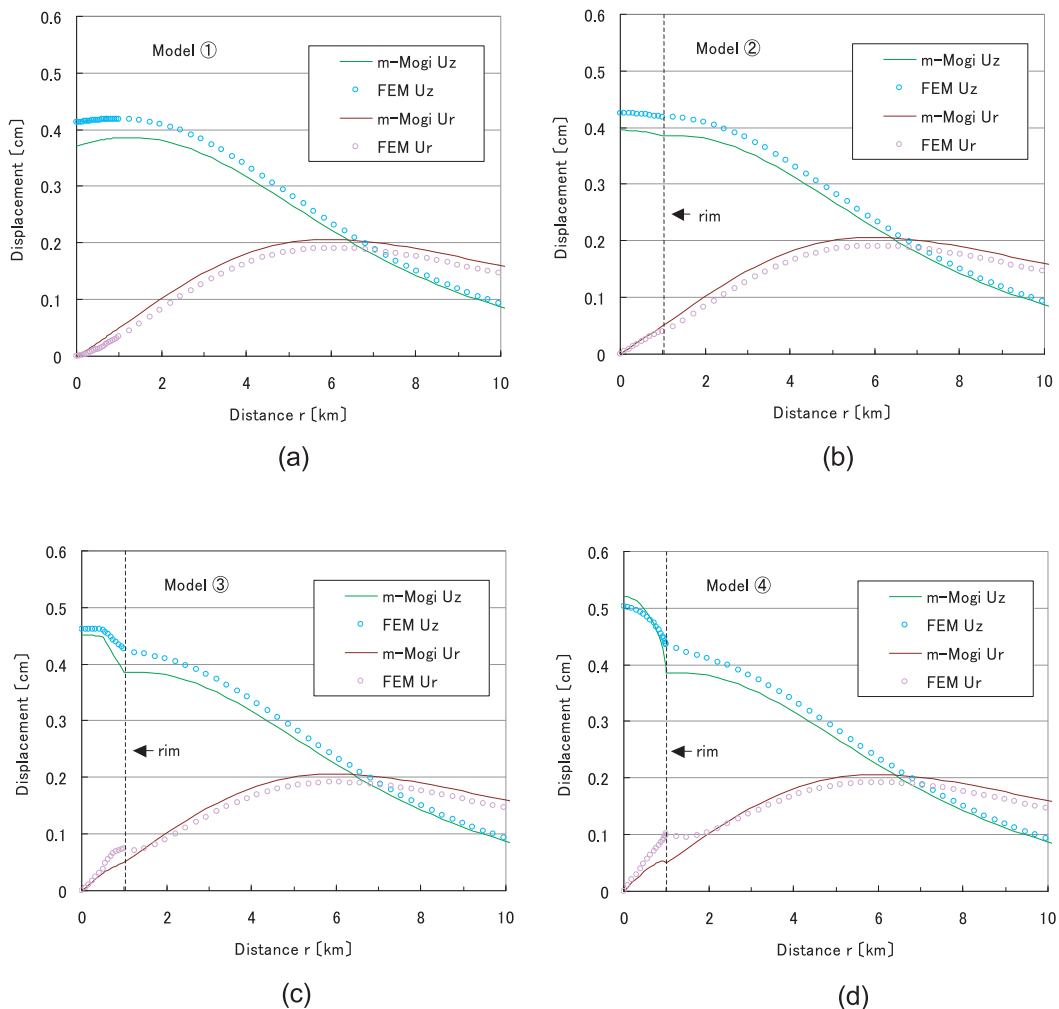 0.6
0.5
0.4
0.3
0.2
0.1
0
Displacement [cm]
Model ①
m-Mogi Uz
FEM Uz
m-Mogi Ur
FEM Ur
0 2 4 6 8 10
Distance r [km]
(a)
0.6
0.5
0.4
0.3
0.2
0.1
0
Displacement [cm]
Model ②
m-Mogi Uz
FEM Uz
m-Mogi Ur
FEM Ur
rim
0 2 4 6 8 10
Distance r [km]
(b)
0.6
0.5
0.4
0.3
0.2
0.1
0
Displacement [cm]
Model ③
m-Mogi Uz
FEM Uz
m-Mogi Ur
FEM Ur
rim
0 2 4 6 8 10
Distance r [km]
(c)
0.6
0.5
0.4
0.3
0.2
0.1
0
Displacement [cm]
Model ④
m-Mogi Uz
FEM Uz
m-Mogi Ur
FEM Ur
rim
0 2 4 6 8 10
Distance r [km]
(d)